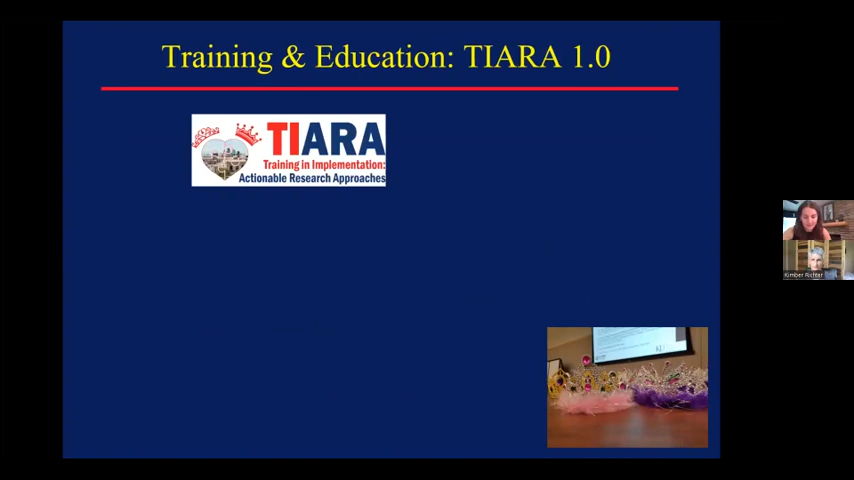 Training & Education: TIARA 1.0
TIARA
Training in Implementation:
Actionable Research Approaches
Kimber Richter